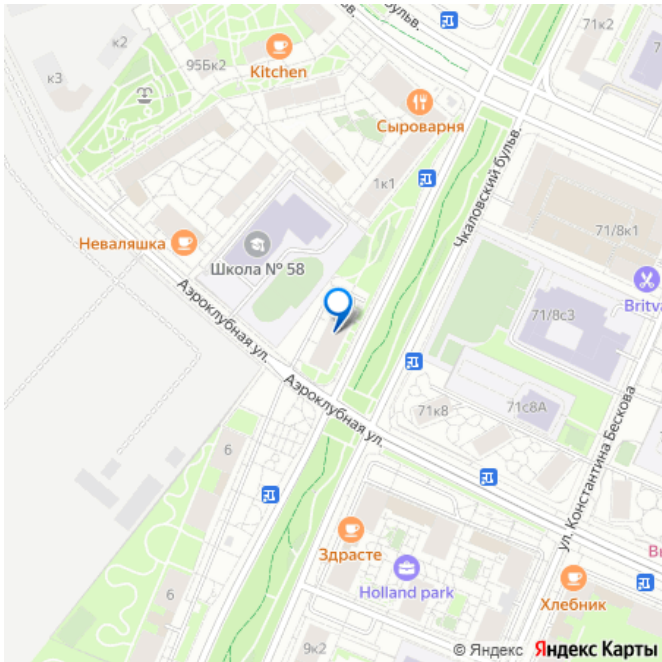 к2
бульв.
71к2
7
к3
95Бк2
Kitchen
Сыроварня
1к1
Чкаловский бульв.
71/8к1
Неваляшка
Школа № 58
Britva
71/8с3
Аэроклубная ул.
Аэроклубная ул.
71к8
71с8А
ул. Константина Бескова
6
Здрасте
Holland park
Хлебник
6
9к2
© Яндекс Яндекс Карты